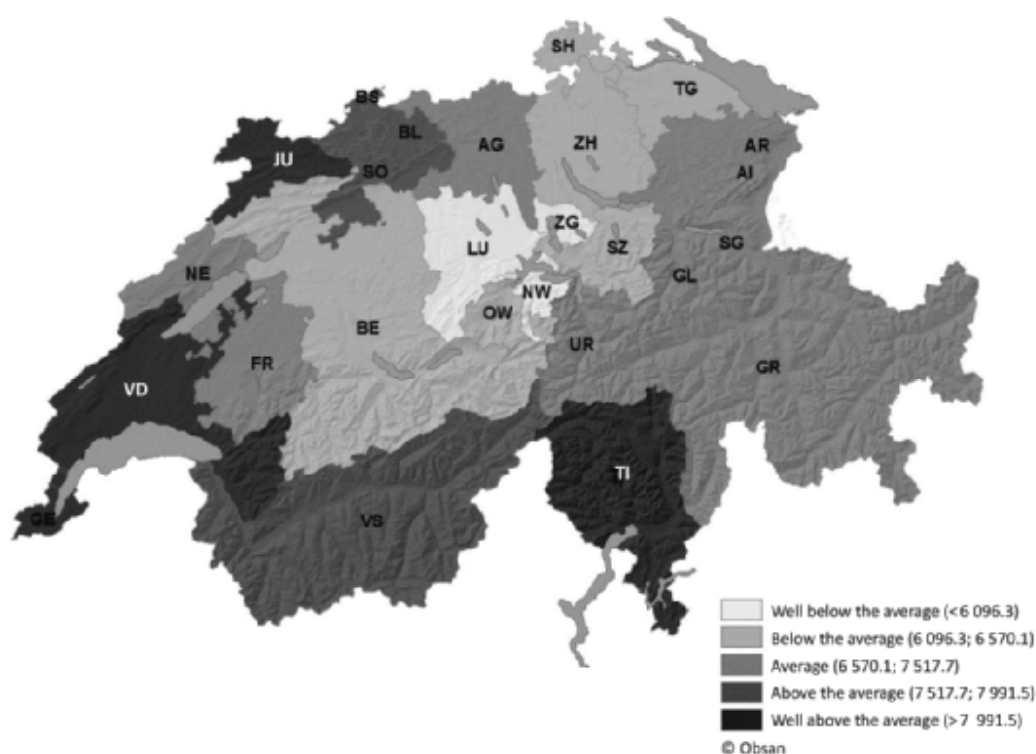 SH
TG
BS
BL
AG
ZH
AR
JU
SO
AI
LU
ZG
SZ
SG
NE
GL
NW
OW
BE
UR
FR
GR
VD
TI
GE
VS
Well below the average (<6 096.3)
Below the average (6 096.3; 6 570.1)
Average (6 570.1; 7 517.7)
Above the average (7 517.7; 7 991.5)
Well above the average (>7 991.5)
© Obsan